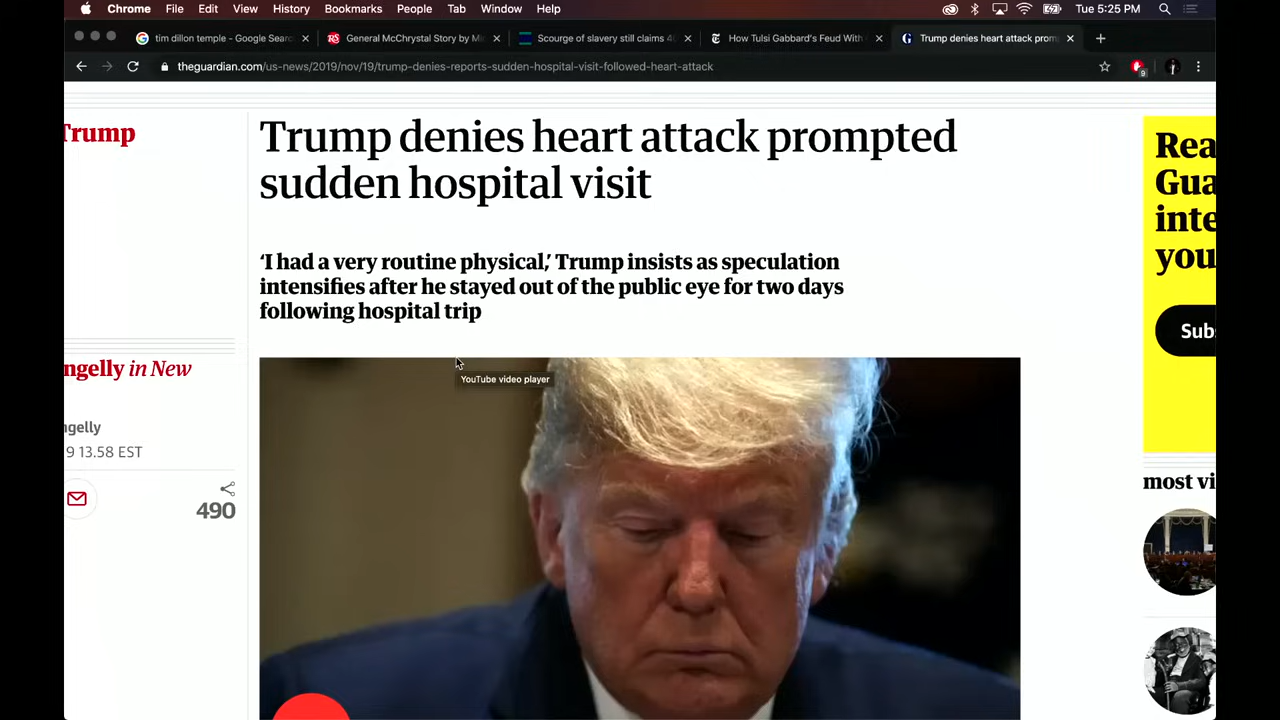 Chrome File Edit View History Bookmarks People Tab Window Help Tue 5:25 PM
tim dillon temple - Google Sear
General McChrystal Story by Mi
Scourge of slavery still claims 4
How Tulsi Gabbard's Feud With
Trump denies heart attack prom
theguardian.com/us-news/2019/nov/19/trump-denies-reports-sudden-hospital-visit-followed-heart-attack
9
Trump
Trump denies heart attack prompted
sudden hospital visit
'I had a very routine physical,' Trump insists as speculation
intensifies after he stayed out of the public eye for two days
following hospital trip
ngelly in New
ngelly
9 13.58 EST
490
YouTube video player
Rea
Gua
inte
you
Subs
most vi